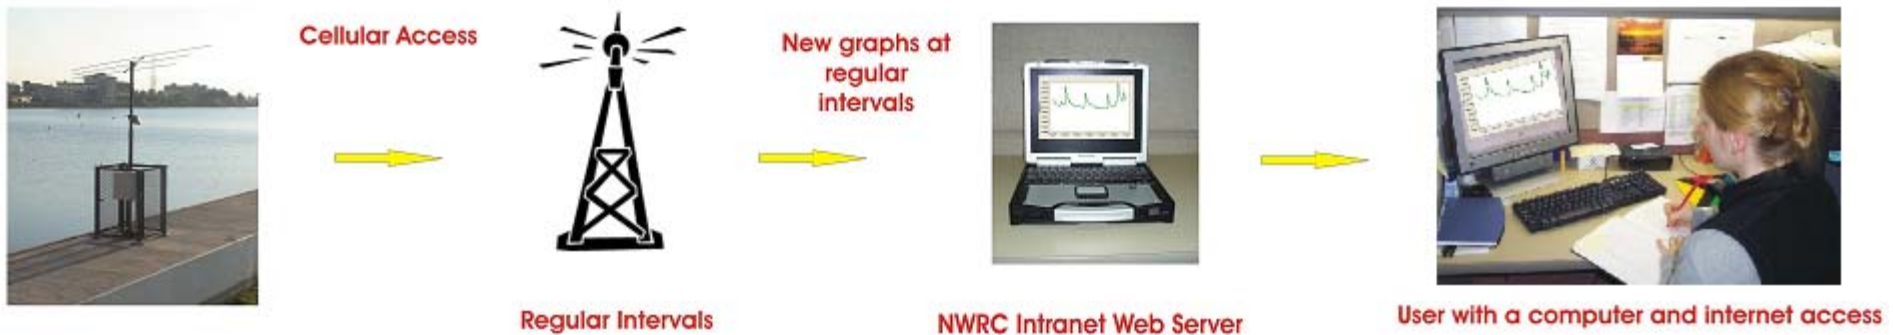 Cellular Access
New graphs at
regular
intervals
Regular Intervals
NWRC Intranet Web Server
User with a computer and internet access